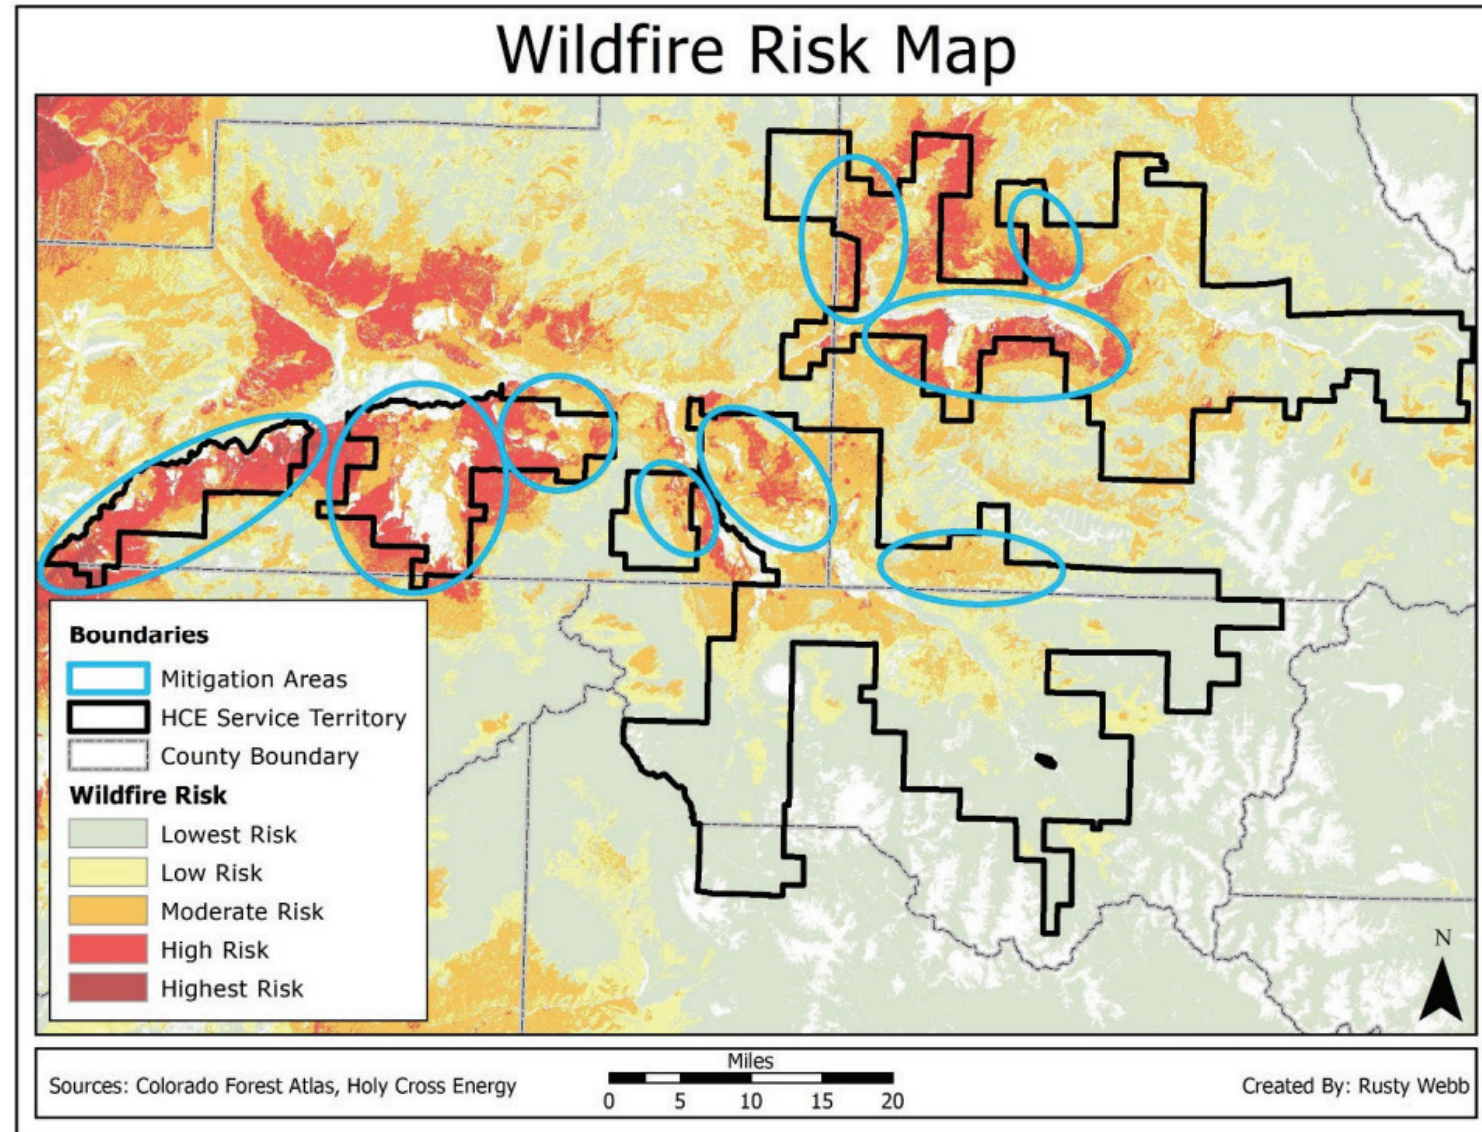 Wildfire Risk Map
Boundaries
Mitigation Areas
HCE Service Territory
County Boundary
Wildfire Risk
Lowest Risk
Low Risk
Moderate Risk
High Risk
Highest Risk
N
Sources: Colorado Forest Atlas, Holy Cross Energy
Miles
0 5 10 15 20
Created By: Rusty Webb